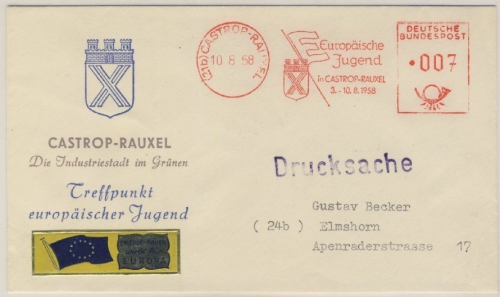 (21b) CASTROP-RAUXEL
10.8.58
Europäische
Jugend
in CASTROP-RAUXEL
3.-10.8.1958
DEUTSCHE
BUNDESPOST
007
CASTROP-RAUXEL
Die Industriestadt im Grünen
Treffpunkt
europäischer Jugend
EUROPA
Drucksache
Gustav Becker
(24b) Elmshorn
Apenraderstrasse 17